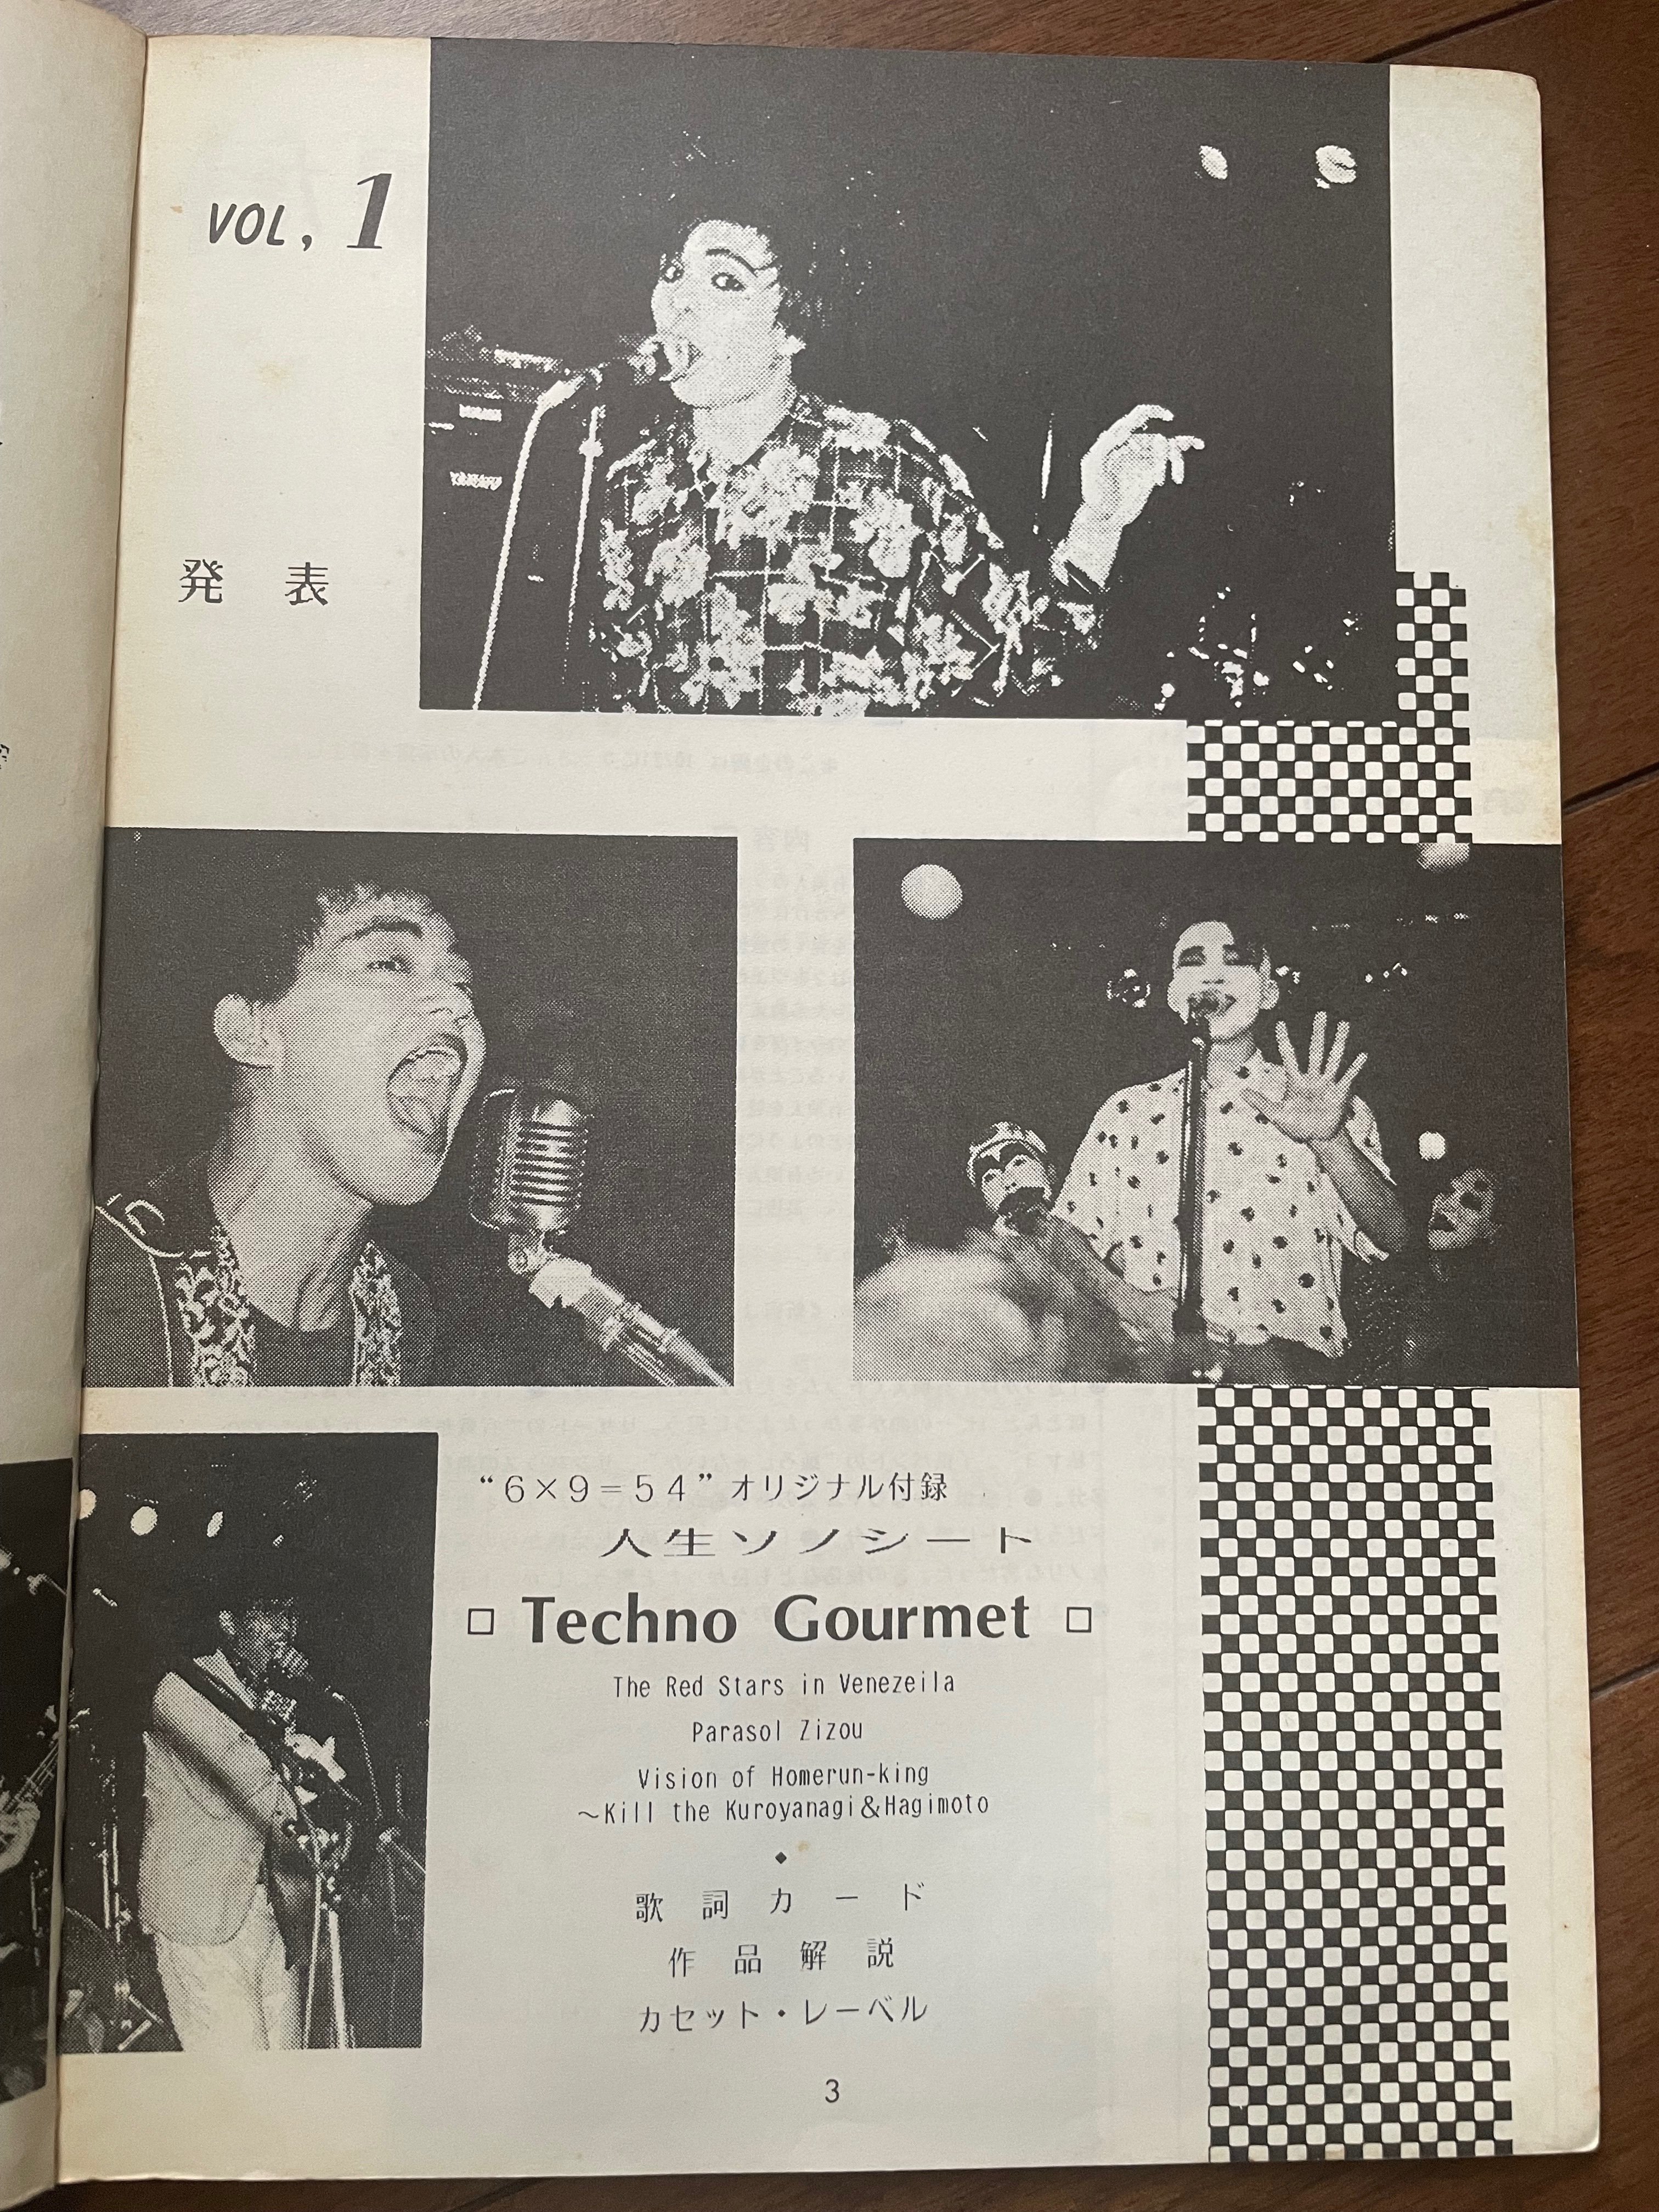 VOL, 1
発表
YAMAHA
“6×9=54”オリジナル付録
人生ソノシート
□ Techno Gourmet □
The Red Stars in Venezeila
Parasol Zizou
Vision of Homerun-king
～Kill the Kuroyanagi&Hagimoto
◆
歌詞カード
作品解説
カセット・レーベル
3